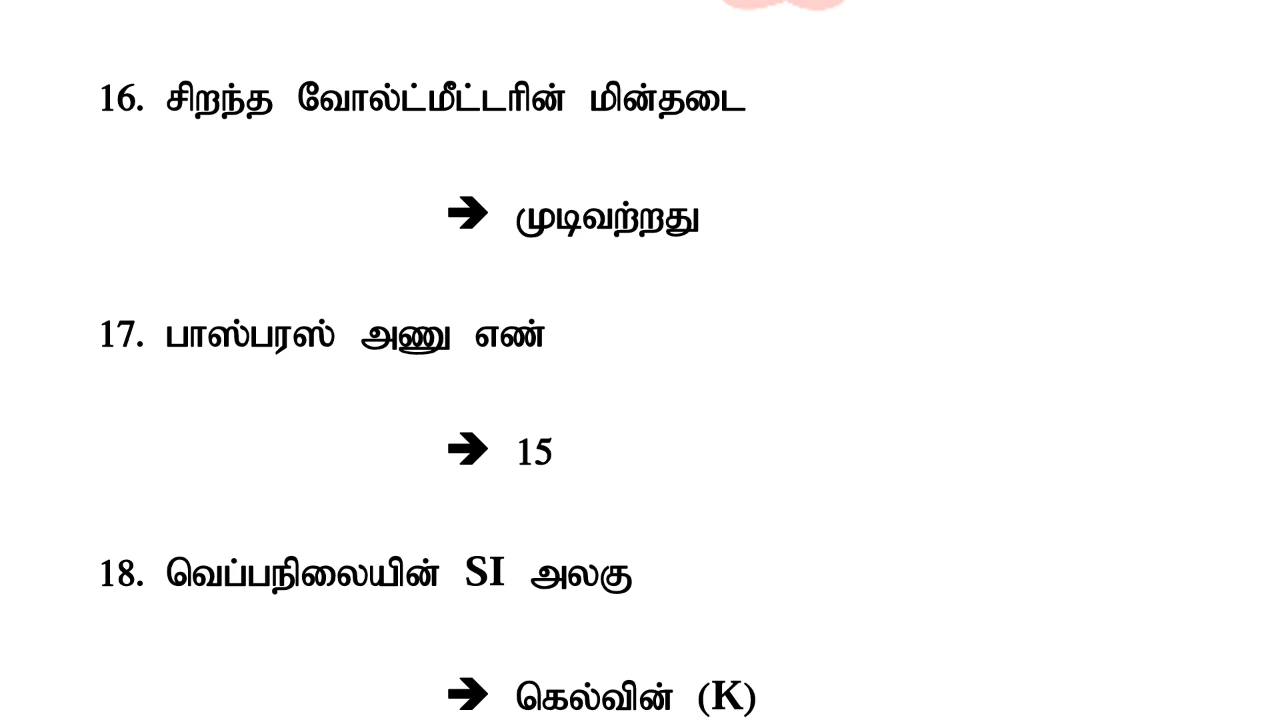 16. சிறந்த வோல்ட்மீட்டரின் மின்தடை
➔ முடிவற்றது
17. பாஸ்பரஸ் அணு எண்
➔ 15
18. வெப்பநிலையின் SI அலகு
➔ கெல்வின் (K)